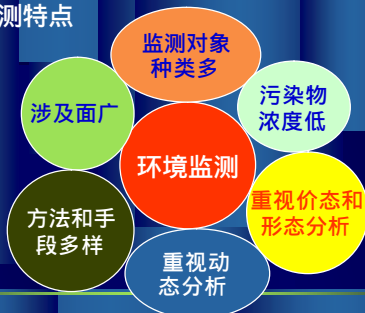 测特点
监测对象
种类多
涉及面广
污染物
浓度低
环境监测
重视价态和
形态分析
方法和手
段多样
重视动
态分析